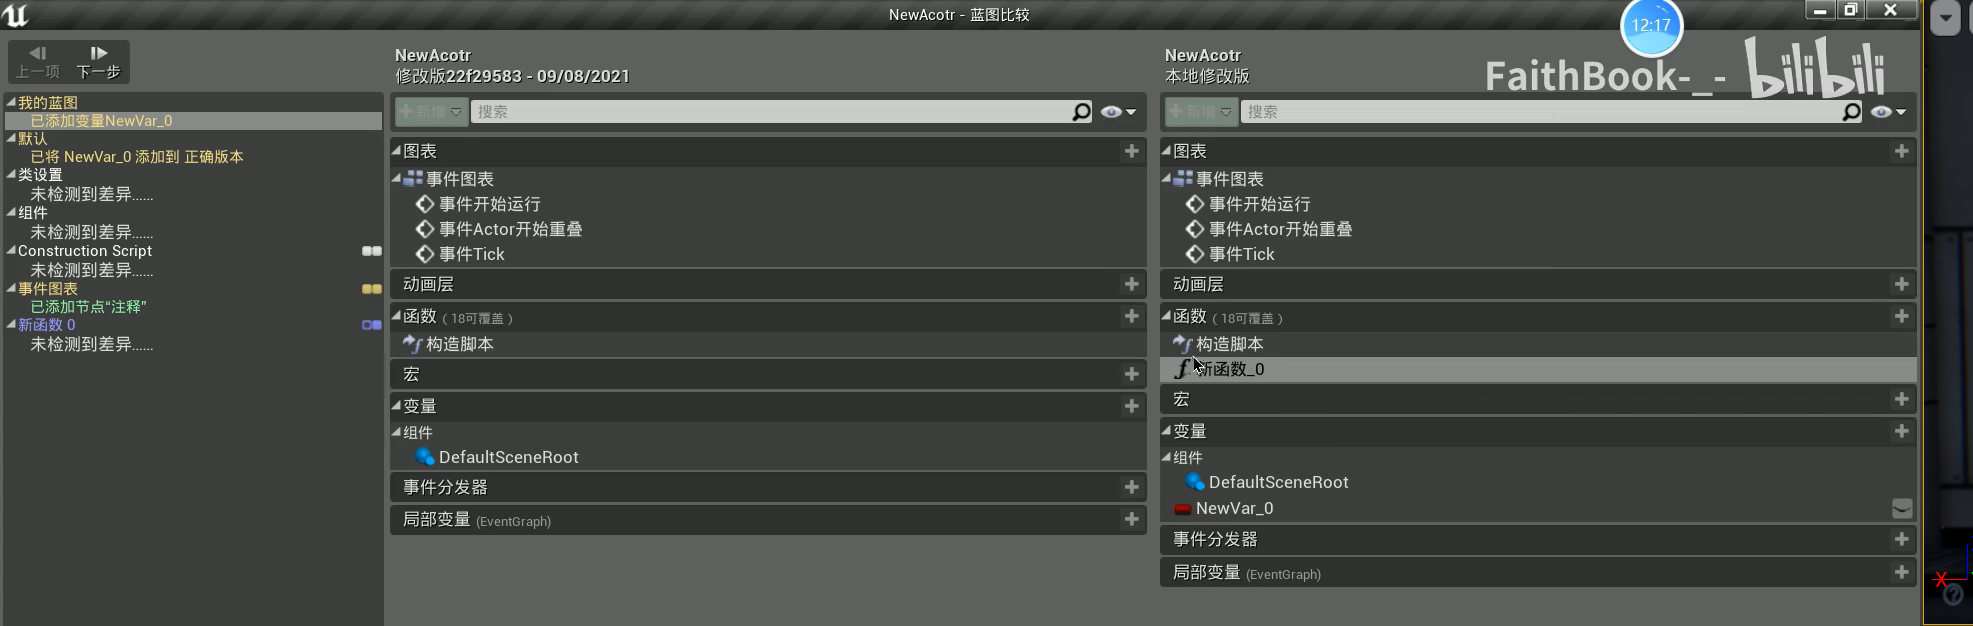 NewAcotr - 蓝图比较
12:17
上一项 下一步
我的蓝图
已添加变量NewVar_0
默认
已将 NewVar_0 添加到 正确版本
类设置
未检测到差异......
组件
未检测到差异......
Construction Script
未检测到差异......
事件图表
已添加节点“注释”
新函数 0
未检测到差异......
NewAcotr
修改版22f29583 - 09/08/2021
新增 搜索
图表
事件图表
事件开始运行
事件Actor开始重叠
事件Tick
动画层
函数 (18可覆盖)
构造脚本
宏
变量
组件
DefaultSceneRoot
事件分发器
局部变量 (EventGraph)
NewAcotr
本地修改版
FaithBook-_- bilibili
新增 搜索
图表
事件图表
事件开始运行
事件Actor开始重叠
事件Tick
动画层
函数 (18可覆盖)
构造脚本
新函数_0
宏
变量
组件
DefaultSceneRoot
NewVar_0
事件分发器
局部变量 (EventGraph)
X